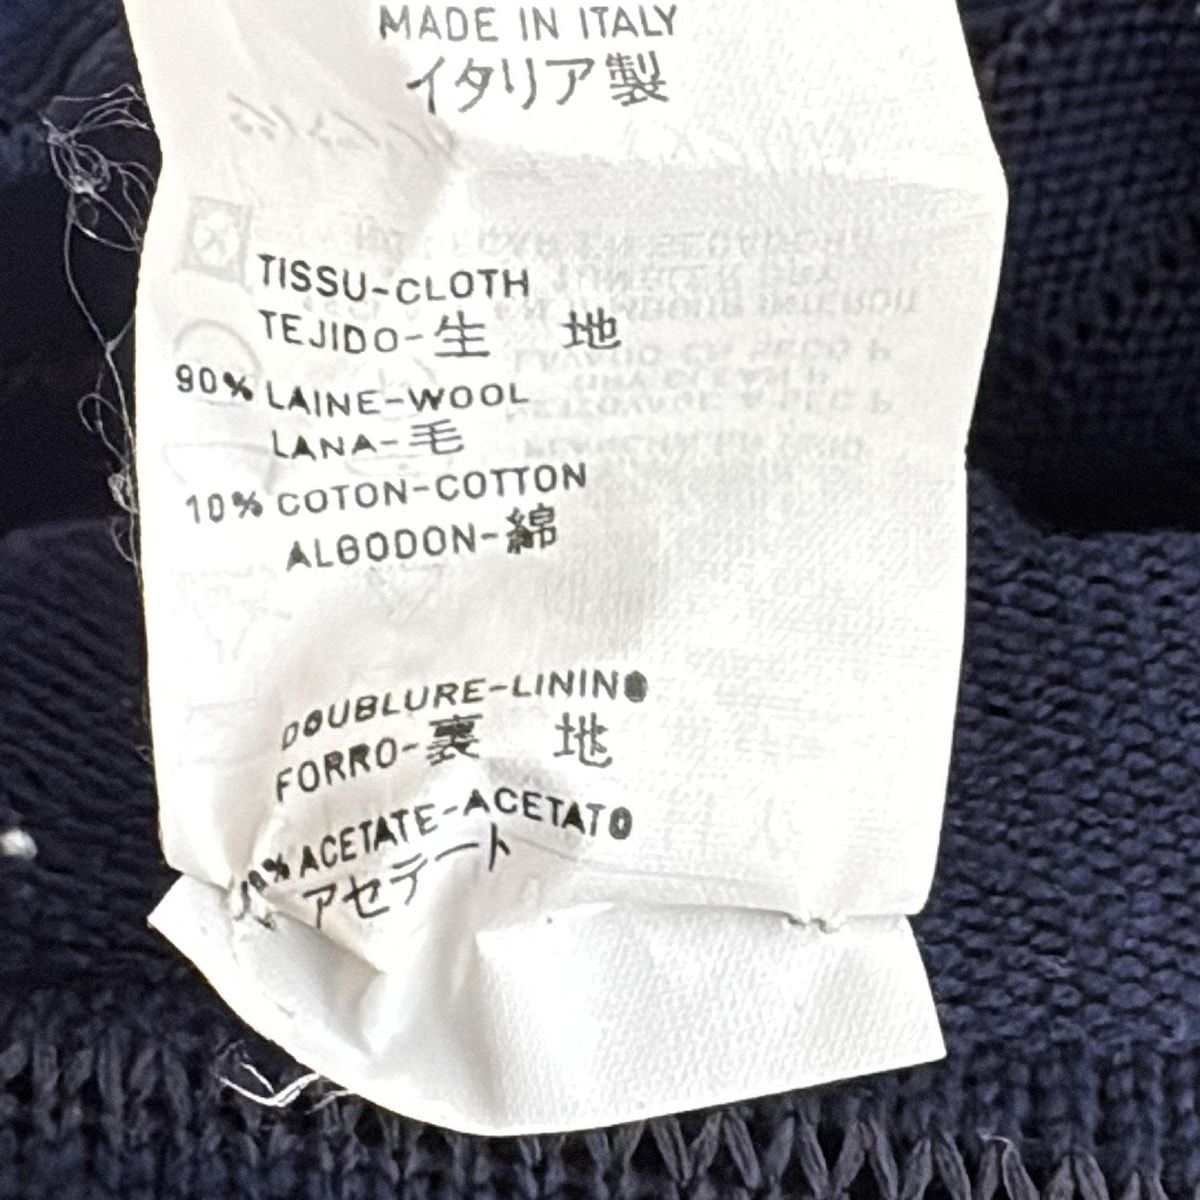 MADE IN ITALY
イタリア製
TISSU-CLOTH
TEJIDO-生 地
90% LAINE-WOOL
LANA-毛
10% COTON-COTTON
ALGODON-綿
DOUBLURE-LINING
FORRO-裏 地
ACETATE-ACETATO
アセテート